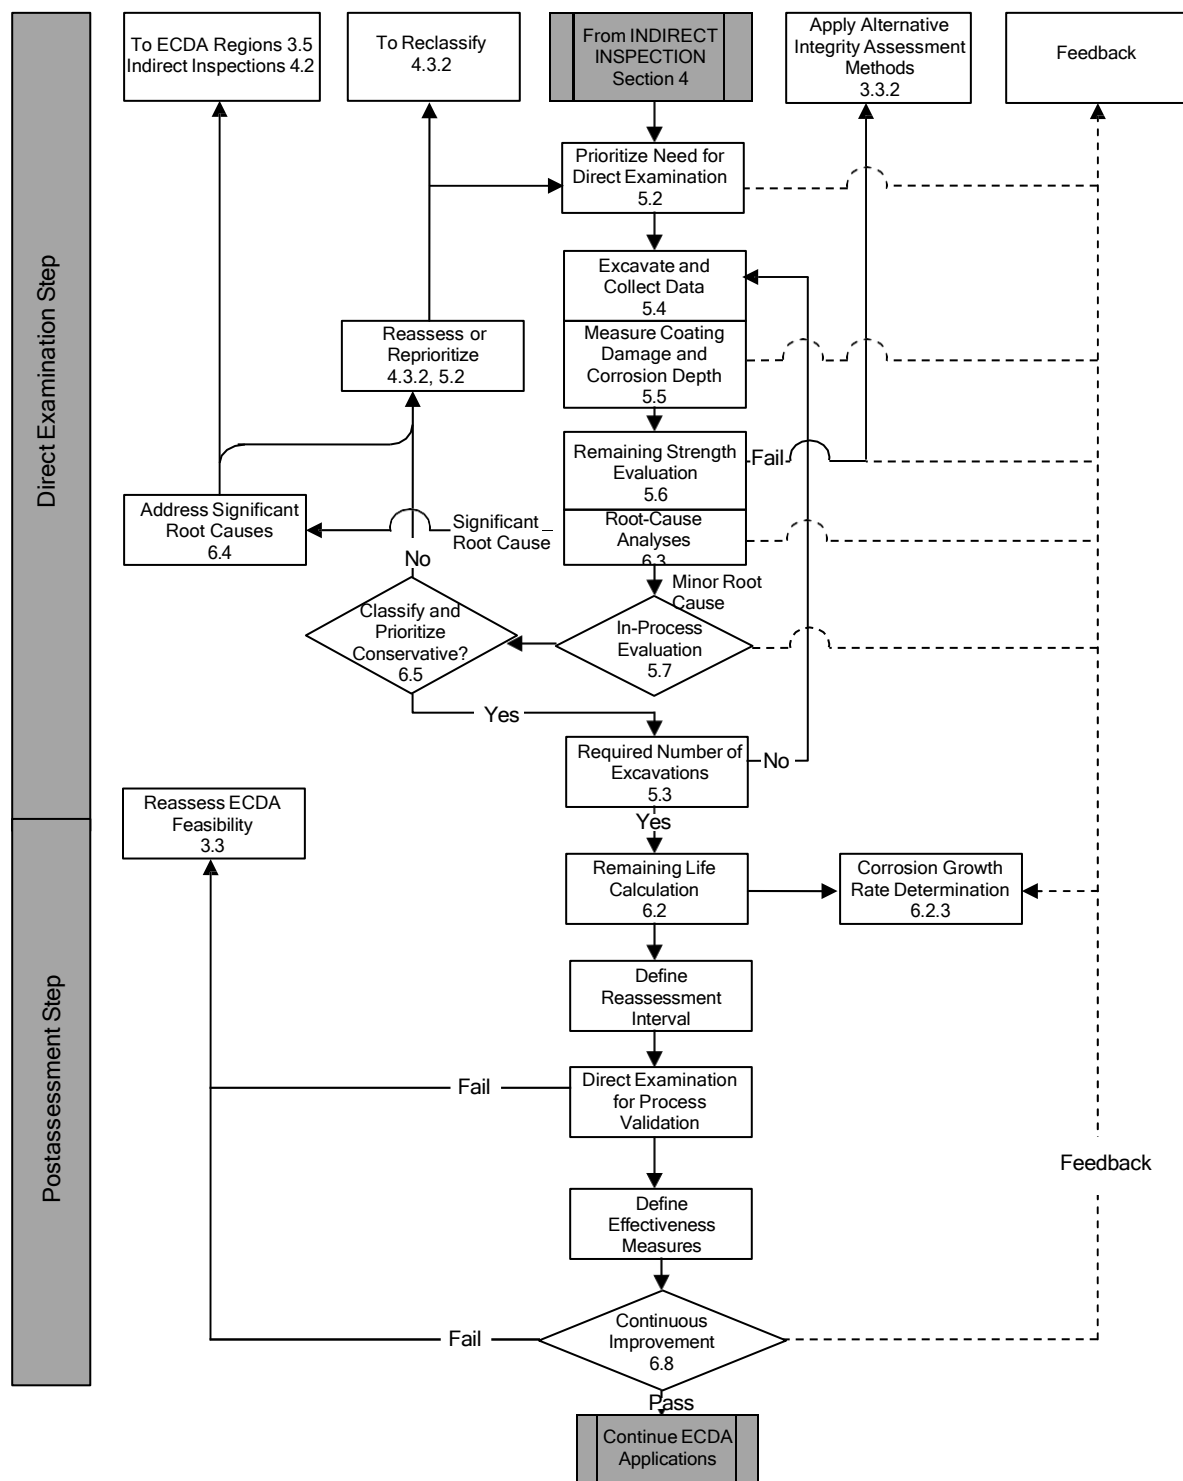 To ECDA Regions 3.5
Indirect Inspections 4.2
To Reclassify
4.3.2
From INDIRECT
INSPECTION
Section 4
Apply Alternative
Integrity Assessment
Methods
3.3.2
Feedback
Prioritize Need for
Direct Examination
5.2
Direct Examination Step
Excavate and
Collect Data
5.4
Measure Coating
Damage and
Corrosion Depth
5.5
Reassess or
Reprioritize
4.3.2, 5.2
Remaining Strength
Evaluation
5.6
Fail
Address Significant
Root Causes
6.4
Significant
Root Cause
Root-Cause
Analyses
6.3
No
Minor Root
Cause
Classify and
Prioritize
Conservative?
6.5
In-Process
Evaluation
5.7
Yes
Required Number of
Excavations
5.3
No
Yes
Reassess ECDA
Feasibility
3.3
Remaining Life
Calculation
6.2
Corrosion Growth
Rate Determination
6.2.3
Postassessment Step
Define
Reassessment
Interval
Direct Examination
for Process
Validation
Fail
Feedback
Define
Effectiveness
Measures
Continuous
Improvement
6.8
Fail
Pass
Continue ECDA
Applications